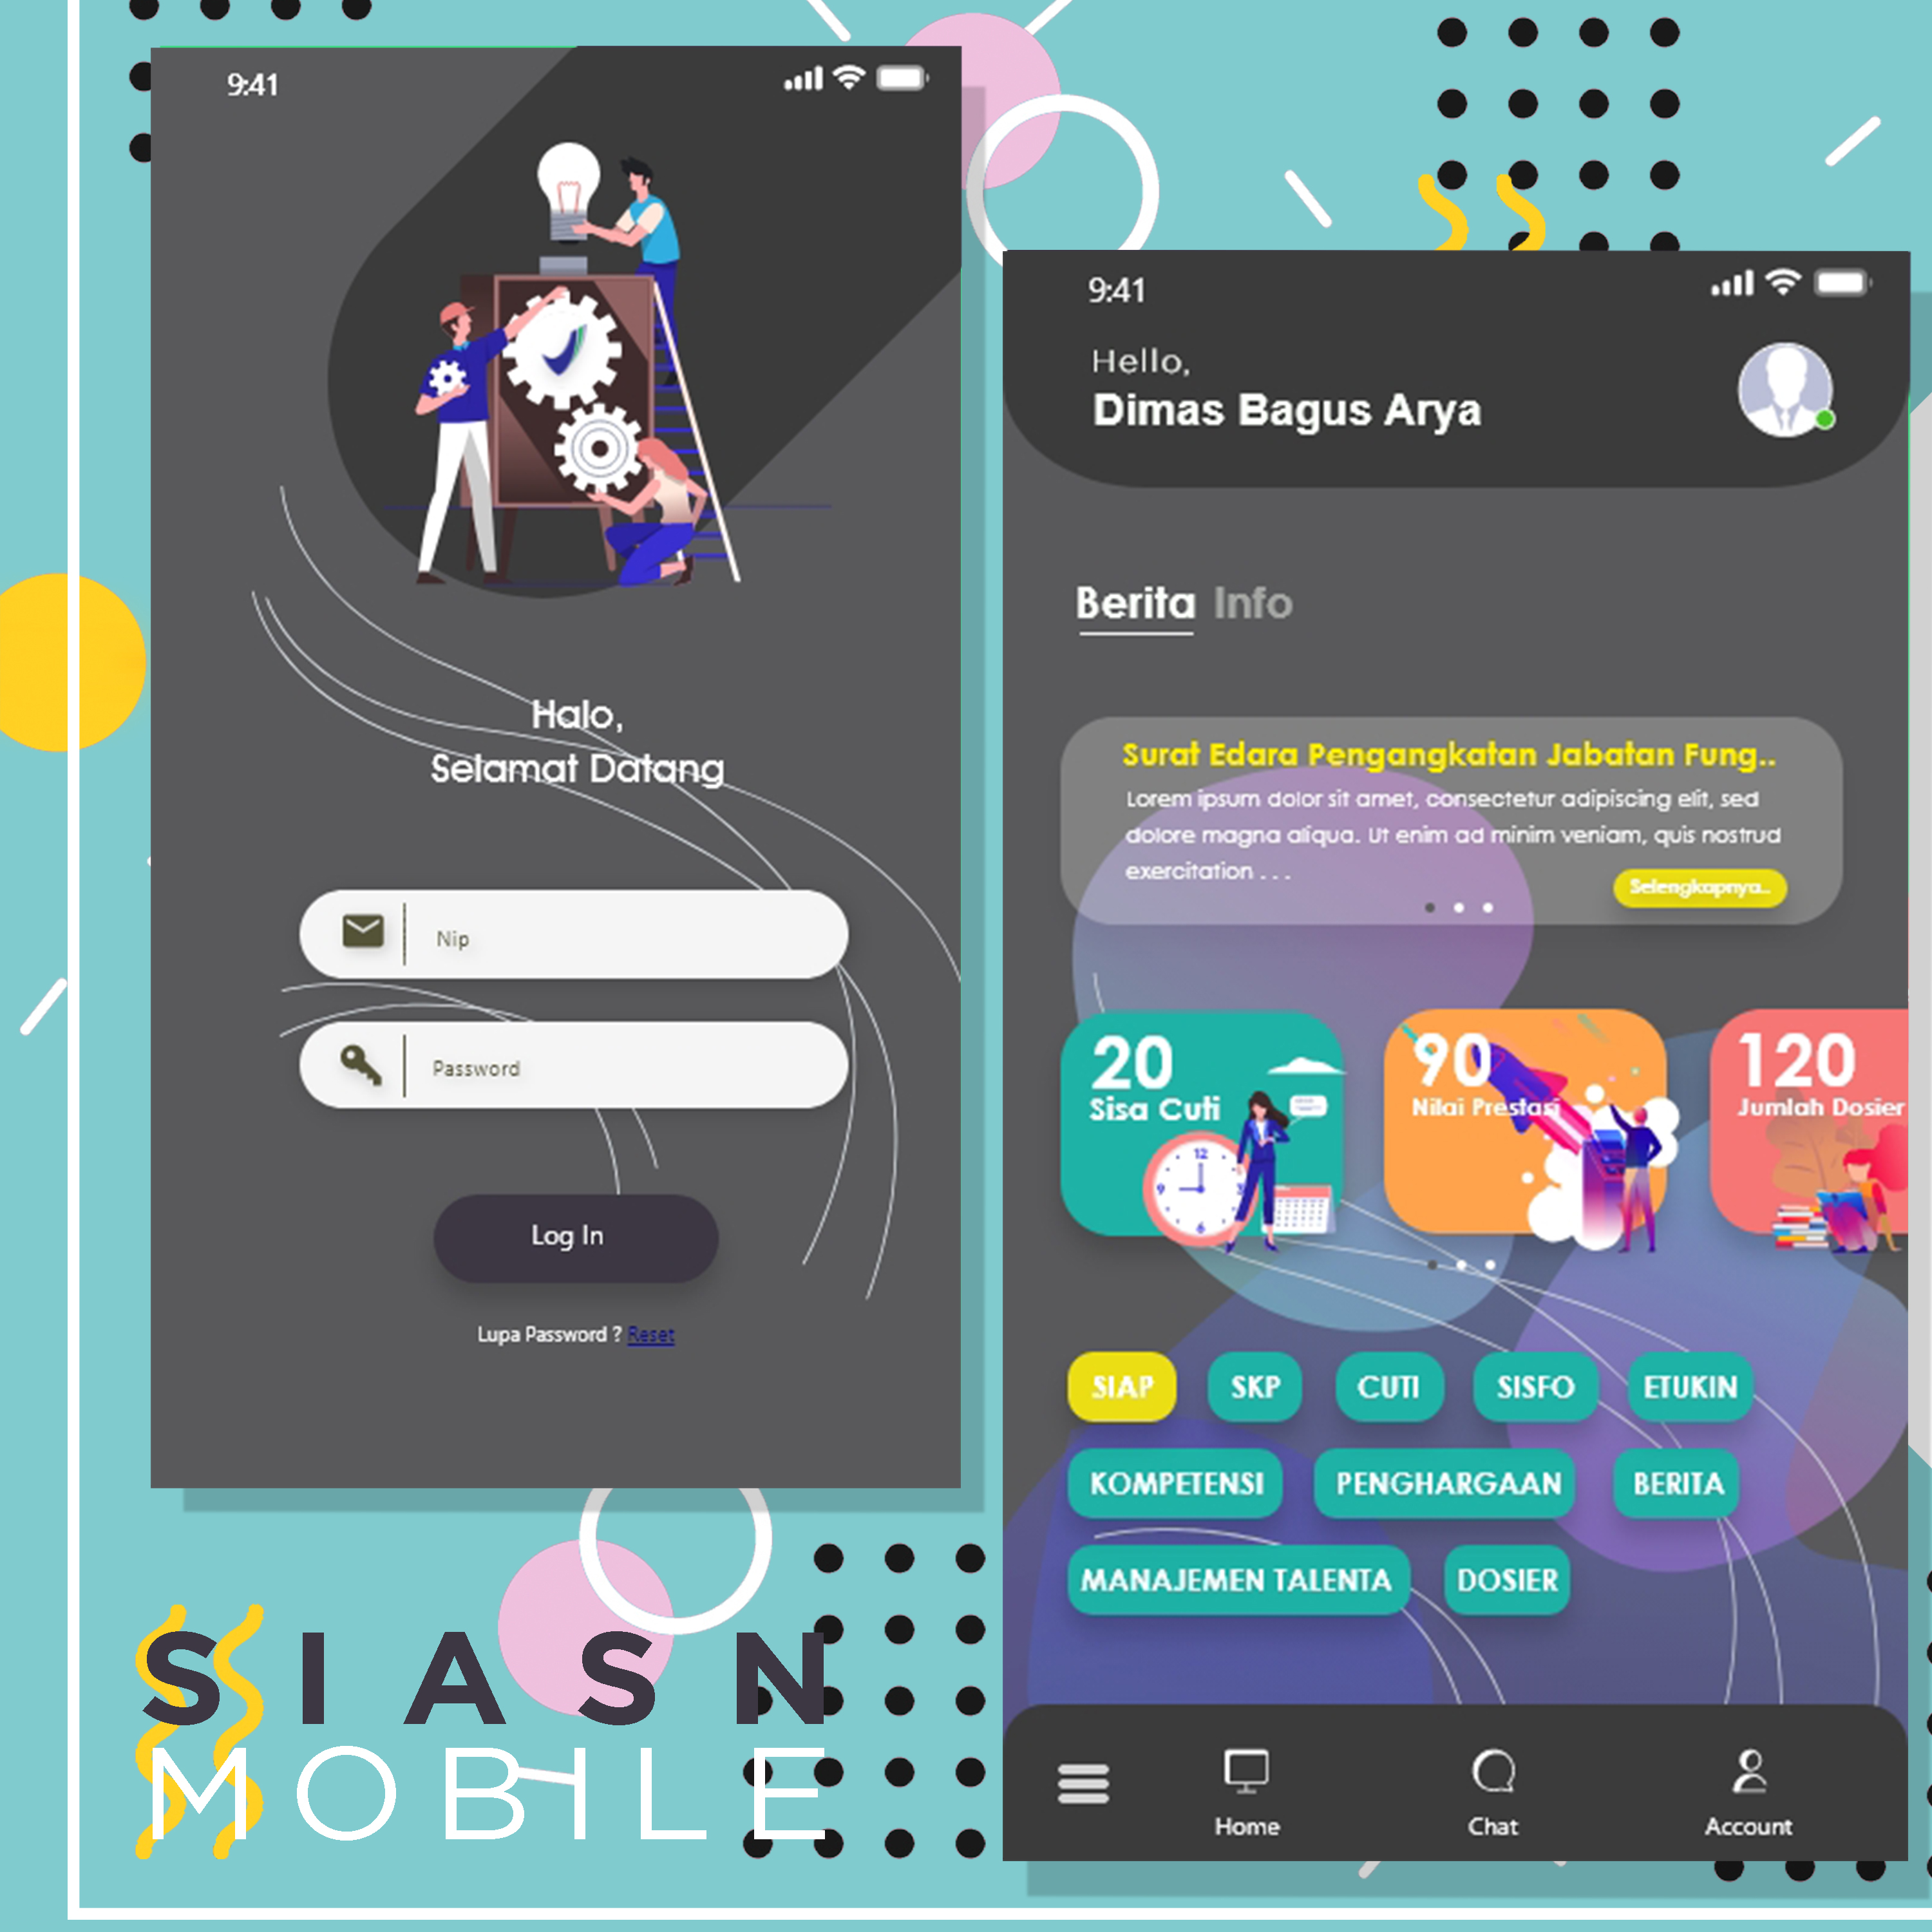 9:41
Halo,
Selamat Datang
Nip
Password
Log In
Lupa Password ? Reset
9:41
Hello,
Dimas Bagus Arya
Berita Info
Surat Edara Pengangkatan Jabatan Fung..
Lorem ipsum dolor sit amet, consectetur adipiscing elit, sed
dolore magna aliqua. Ut enim ad minim veniam, quis nostrud
exercitation . . .
Selengkapnya..
20
Sisa Cuti
12
9
6
90
Nilai Prestasi
120
Jumlah Dosier
SIAP SKP CUTI SISFO ETUKIN
KOMPETENSI PENGHARGAAN BERITA
MANAJEMEN TALENTA DOSIER
Home Chat Account
SIASN
MOBILE